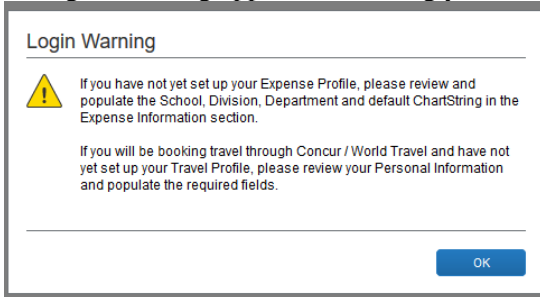 Login Warning
If you have not yet set up your Expense Profile, please review and
populate the School, Division, Department and default ChartString in the
Expense Information section.
If you will be booking travel through Concur / World Travel and have not
yet set up your Travel Profile, please review your Personal Information
and populate the required fields.
OK